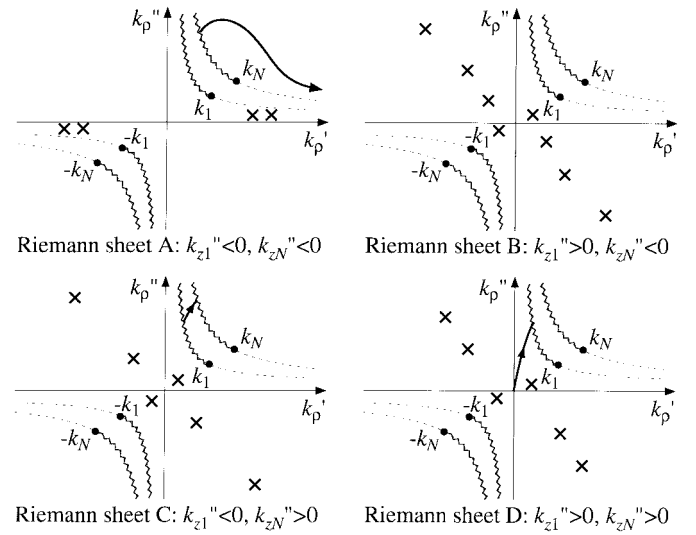 kρ" kρ"
kN kN
k1 kρ' k1 kρ'
-k1 -k1
-kN -kN
Riemann sheet A: kz1"<0, kzN"<0 Riemann sheet B: kz1">0, kzN"<0
kρ" kρ"
kN kN
k1 kρ' k1 kρ'
-k1 -k1
-kN -kN
Riemann sheet C: kz1"<0, kzN">0 Riemann sheet D: kz1">0, kzN">0